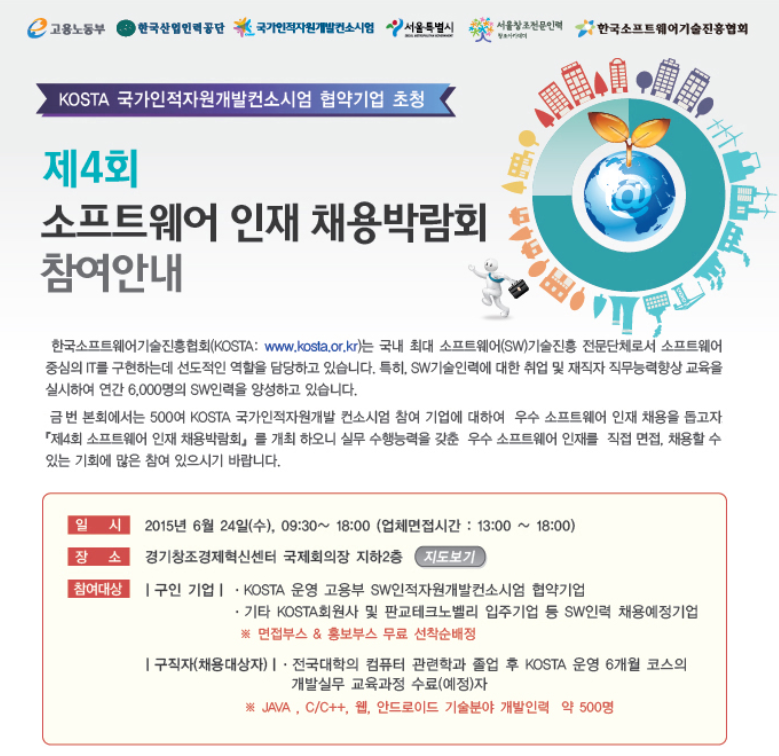 고용노동부 한국산업인력공단 국가인적자원개발컨소시엄 서울특별시 서울창조전문인력 한국소프트웨어기술진흥협회
KOSTA 국가인적자원개발컨소시엄 협약기업 초청
제4회
소프트웨어 인재 채용박람회
참여안내
한국소프트웨어기술진흥협회(KOSTA: www.kosta.or.kr)는 국내 최대 소프트웨어(SW)기술진흥 전문단체로서 소프트웨어
중심의 IT를 구현하는데 선도적인 역할을 담당하고 있습니다. 특히, SW기술인력에 대한 취업 및 재직자 직무능력향상 교육을
실시하여 연간 6,000명의 SW인력을 양성하고 있습니다.
금번 본회에서는 500여 KOSTA 국가인적자원개발 컨소시엄 참여 기업에 대하여 우수 소프트웨어 인재 채용을 돕고자
『제4회 소프트웨어 인재 채용박람회』를 개최 하오니 실무 수행능력을 갖춘 우수 소프트웨어 인재를 직접 면접, 채용할 수
있는 기회에 많은 참여 있으시기 바랍니다.
일 시 2015년 6월 24일(수), 09:30~ 18:00 (업체면접시간 : 13:00 ~ 18:00)
장 소 경기창조경제혁신센터 국제회의장 지하2층 지도보기
참여대상 | 구인 기업 | · KOSTA 운영 고용부 SW인적자원개발컨소시엄 협약기업
· 기타 KOSTA회원사 및 판교테크노벨리 입주기업 등 SW인력 채용예정기업
※ 면접부스 & 홍보부스 무료 선착순배정
| 구직자(채용대상자) | · 전국대학의 컴퓨터 관련학과 졸업 후 KOSTA 운영 6개월 코스의
개발실무 교육과정 수료(예정)자
※ JAVA , C/C++, 웹, 안드로이드 기술분야 개발인력 약 500명